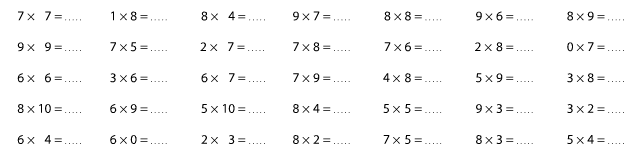 7 × 7 = ..... 1 × 8 = ..... 8 × 4 = ..... 9 × 7 = ..... 8 × 8 = ..... 9 × 6 = ..... 8 × 9 = .....
9 × 9 = ..... 7 × 5 = ..... 2 × 7 = ..... 7 × 8 = ..... 7 × 6 = ..... 2 × 8 = ..... 0 × 7 = .....
6 × 6 = ..... 3 × 6 = ..... 6 × 7 = ..... 7 × 9 = ..... 4 × 8 = ..... 5 × 9 = ..... 3 × 8 = .....
8 × 10 = ..... 6 × 9 = ..... 5 × 10 = ..... 8 × 4 = ..... 5 × 5 = ..... 9 × 3 = ..... 3 × 2 = .....
6 × 4 = ..... 6 × 0 = ..... 2 × 3 = ..... 8 × 2 = ..... 7 × 5 = ..... 8 × 3 = ..... 5 × 4 = .....